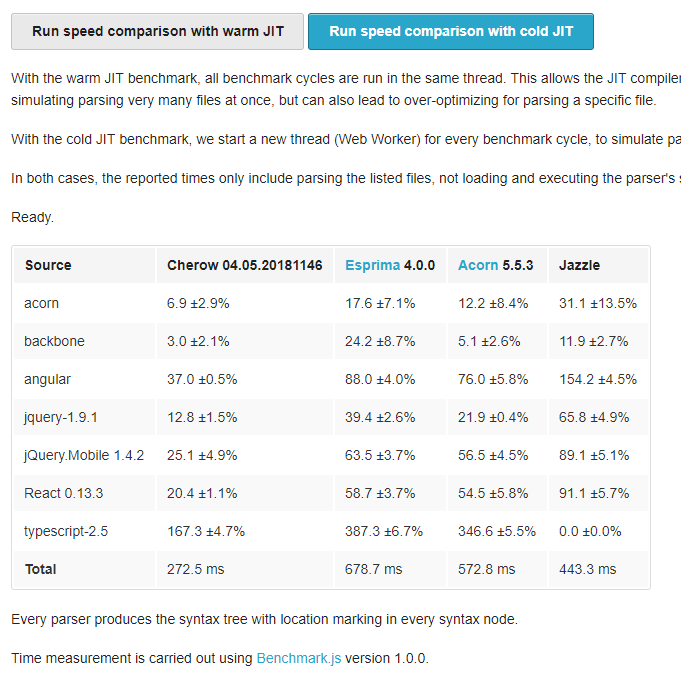 Run speed comparison with warm JIT Run speed comparison with cold JIT
With the warm JIT benchmark, all benchmark cycles are run in the same thread. This allows the JIT compiler
simulating parsing very many files at once, but can also lead to over-optimizing for parsing a specific file.
With the cold JIT benchmark, we start a new thread (Web Worker) for every benchmark cycle, to simulate pa
In both cases, the reported times only include parsing the listed files, not loading and executing the parser's
Ready.
Source Cherow 04.05.20181146 Esprima 4.0.0 Acorn 5.5.3 Jazzle
acorn 6.9 ±2.9% 17.6 ±7.1% 12.2 ±8.4% 31.1 ±13.5%
backbone 3.0 ±2.1% 24.2 ±8.7% 5.1 ±2.6% 11.9 ±2.7%
angular 37.0 ±0.5% 88.0 ±4.0% 76.0 ±5.8% 154.2 ±4.5%
jquery-1.9.1 12.8 ±1.5% 39.4 ±2.6% 21.9 ±0.4% 65.8 ±4.9%
jQuery.Mobile 1.4.2 25.1 ±4.9% 63.5 ±3.7% 56.5 ±4.5% 89.1 ±5.1%
React 0.13.3 20.4 ±1.1% 58.7 ±3.7% 54.5 ±5.8% 91.1 ±5.7%
typescript-2.5 167.3 ±4.7% 387.3 ±6.7% 346.6 ±5.5% 0.0 ±0.0%
Total 272.5 ms 678.7 ms 572.8 ms 443.3 ms
Every parser produces the syntax tree with location marking in every syntax node.
Time measurement is carried out using Benchmark.js version 1.0.0.